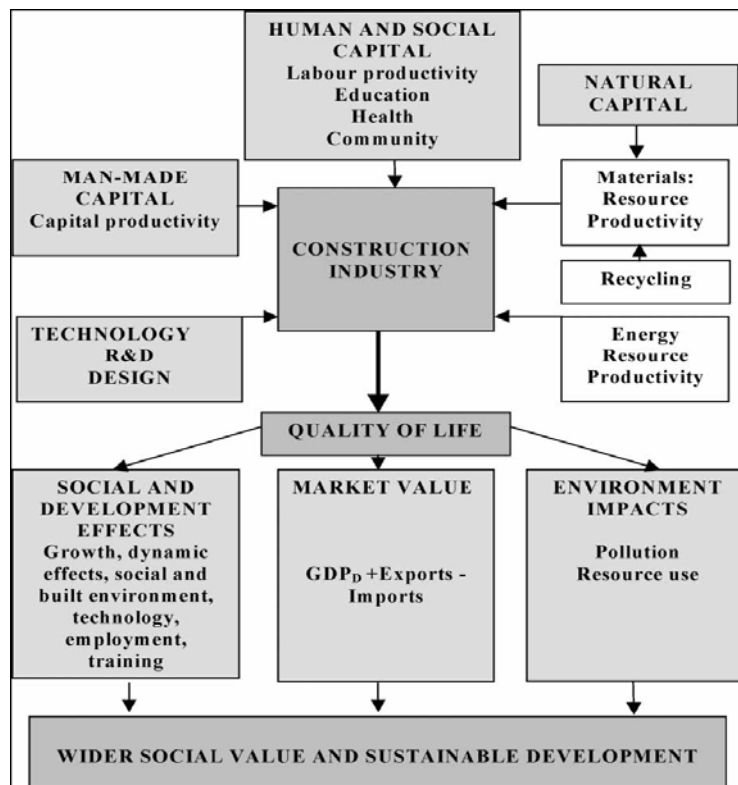 HUMAN AND SOCIAL
CAPITAL
Labour productivity
Education
Health
Community
NATURAL
CAPITAL
MAN-MADE
CAPITAL
Capital productivity
Materials:
Resource
Productivity
CONSTRUCTION
INDUSTRY
Recycling
TECHNOLOGY
R&D
DESIGN
Energy
Resource
Productivity
QUALITY OF LIFE
SOCIAL AND
DEVELOPMENT
EFFECTS
Growth, dynamic
effects, social and
built environment,
technology,
employment,
training
MARKET VALUE
GDPD +Exports -
Imports
ENVIRONMENT
IMPACTS
Pollution
Resource use
WIDER SOCIAL VALUE AND SUSTAINABLE DEVELOPMENT